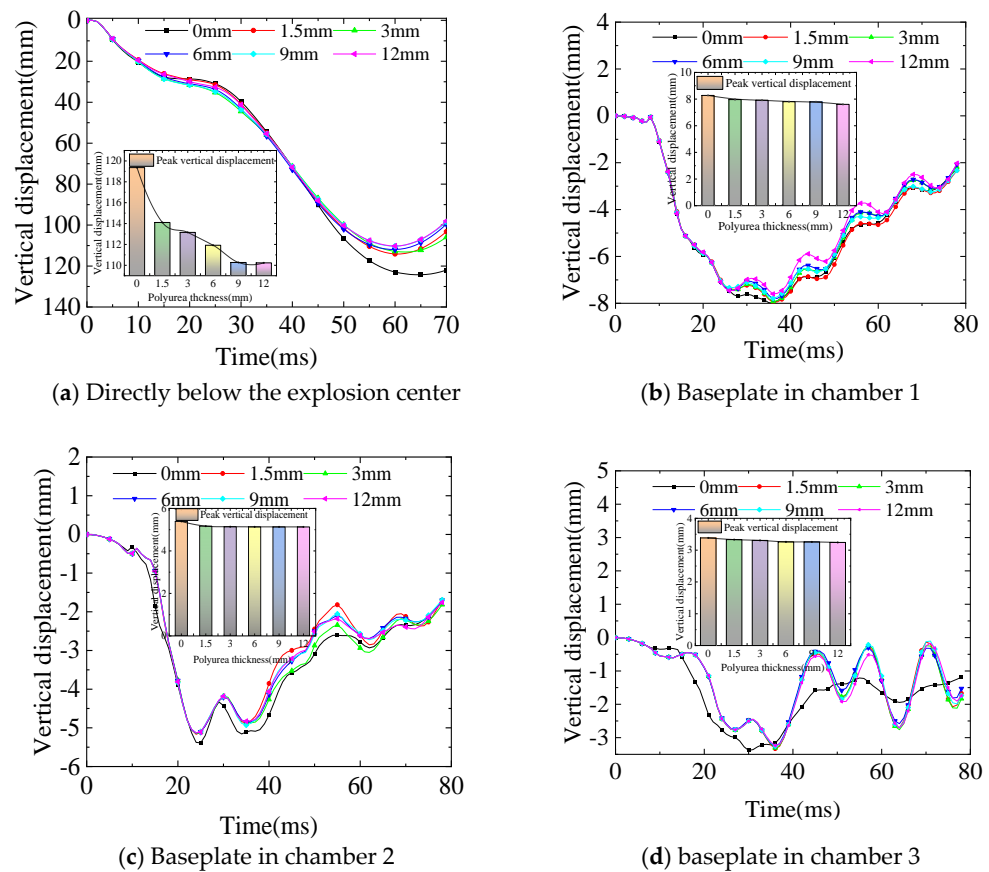 0
20
40
60
80
100
120
140
Vertical displacement(mm)
0mm 1.5mm 3mm
6mm 9mm 12mm
120
118
116
114
112
110
Vertical displacement(mm)
Peak vertical displacement
0 1.5 3 6 9 12
Polyurea thckness(mm)
0 10 20 30 40 50 60 70
Time(ms)
(a) Directly below the explosion center
4
2
0
-2
-4
-6
-8
Vertical displacement(mm)
0mm 1.5mm 3mm
6mm 9mm 12mm
10
8
6
4
2
0
Vertical displacement(mm)
Peak vertical displacement
0 1.5 3 6 9 12
Polyurea thickness(mm)
0 20 40 60 80
Time(ms)
(b) Baseplate in chamber 1
2
1
0
-1
-2
-3
-4
-5
-6
Vertical displacement(mm)
0mm 1.5mm 3mm
6mm 9mm 12mm
6
5
4
3
2
1
0
Vertical displacement(mm)
Peak vertical displacement
0 1.5 3 6 9 12
Polyurea thickness(mm)
0 20 40 60 80
Time(ms)
(c) Baseplate in chamber 2
5
4
3
2
1
0
-1
-2
-3
Vertical displacement(mm)
0mm 1.5mm 3mm
6mm 9mm 12mm
4
3
2
1
0
Vertical displacement(mm)
Peak vertical displacement
0 1.5 3 6 9 12
Polyurea thickness(mm)
0 20 40 60 80
Time(ms)
(d) baseplate in chamber 3